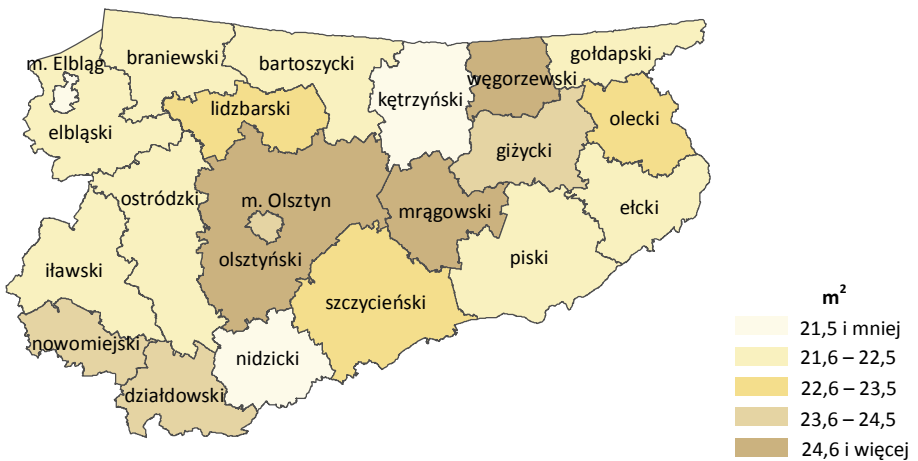 gołdapski
braniewski
m. Elbląg
bartoszycki
węgorzewski
kętrzyński
lidzbarski
olecki
elbląski
giżycki
ostródzki
m. Olsztyn
mrągowski
ełcki
olsztyński
piski
iławski
szczycieński
nowomiejski
nidzicki
działdowski
m²
21,5 i mniej
21,6 – 22,5
22,6 – 23,5
23,6 – 24,5
24,6 i więcej